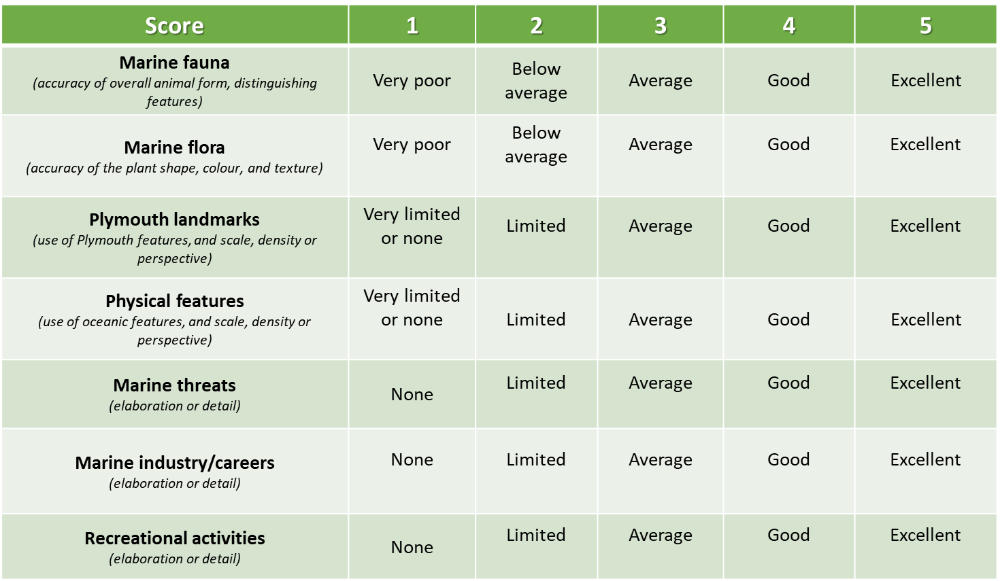 Score 1 2 3 4 5
Marine fauna
(accuracy of overall animal form, distinguishing
features)
Very poor
Below
average
Average
Good
Excellent
Marine flora
(accuracy of the plant shape, colour, and texture)
Very poor
Below
average
Average
Good
Excellent
Plymouth landmarks
(use of Plymouth features, and scale, density or
perspective)
Very limited
or none
Limited
Average
Good
Excellent
Physical features
(use of oceanic features, and scale, density or
perspective)
Very limited
or none
Limited
Average
Good
Excellent
Marine threats
(elaboration or detail)
None
Limited
Average
Good
Excellent
Marine industry/careers
(elaboration or detail)
None
Limited
Average
Good
Excellent
Recreational activities
(elaboration or detail)
None
Limited
Average
Good
Excellent